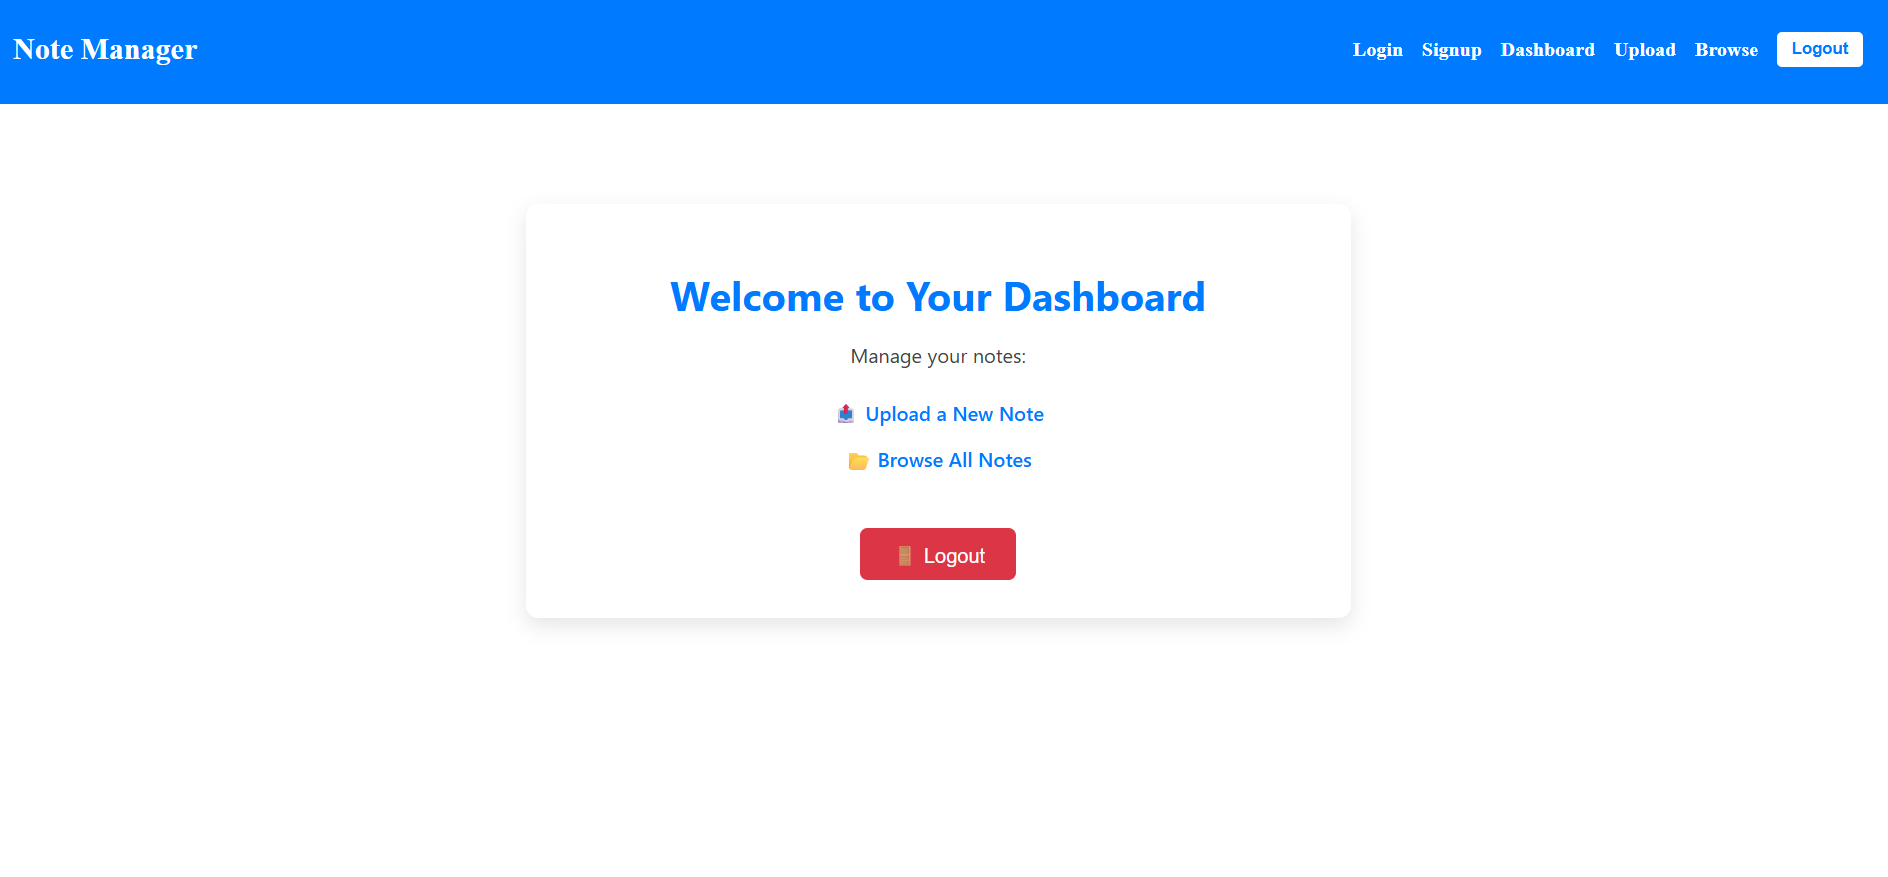 Note Manager
Login Signup Dashboard Upload Browse Logout
Welcome to Your Dashboard
Manage your notes:
Upload a New Note
Browse All Notes
Logout